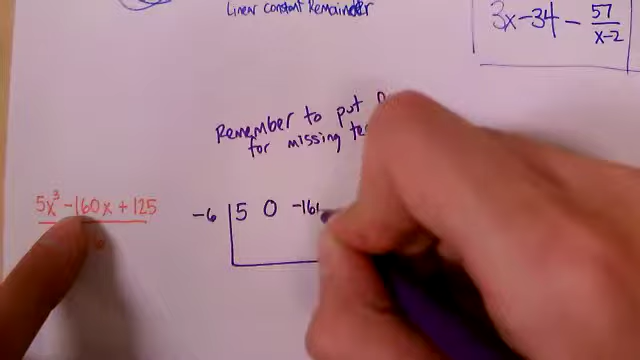 Linear constant Remainder
3x-34 - 57/x-2
Remember to put
for missing
5x³ -160x + 125
6
-6 5 0 -16